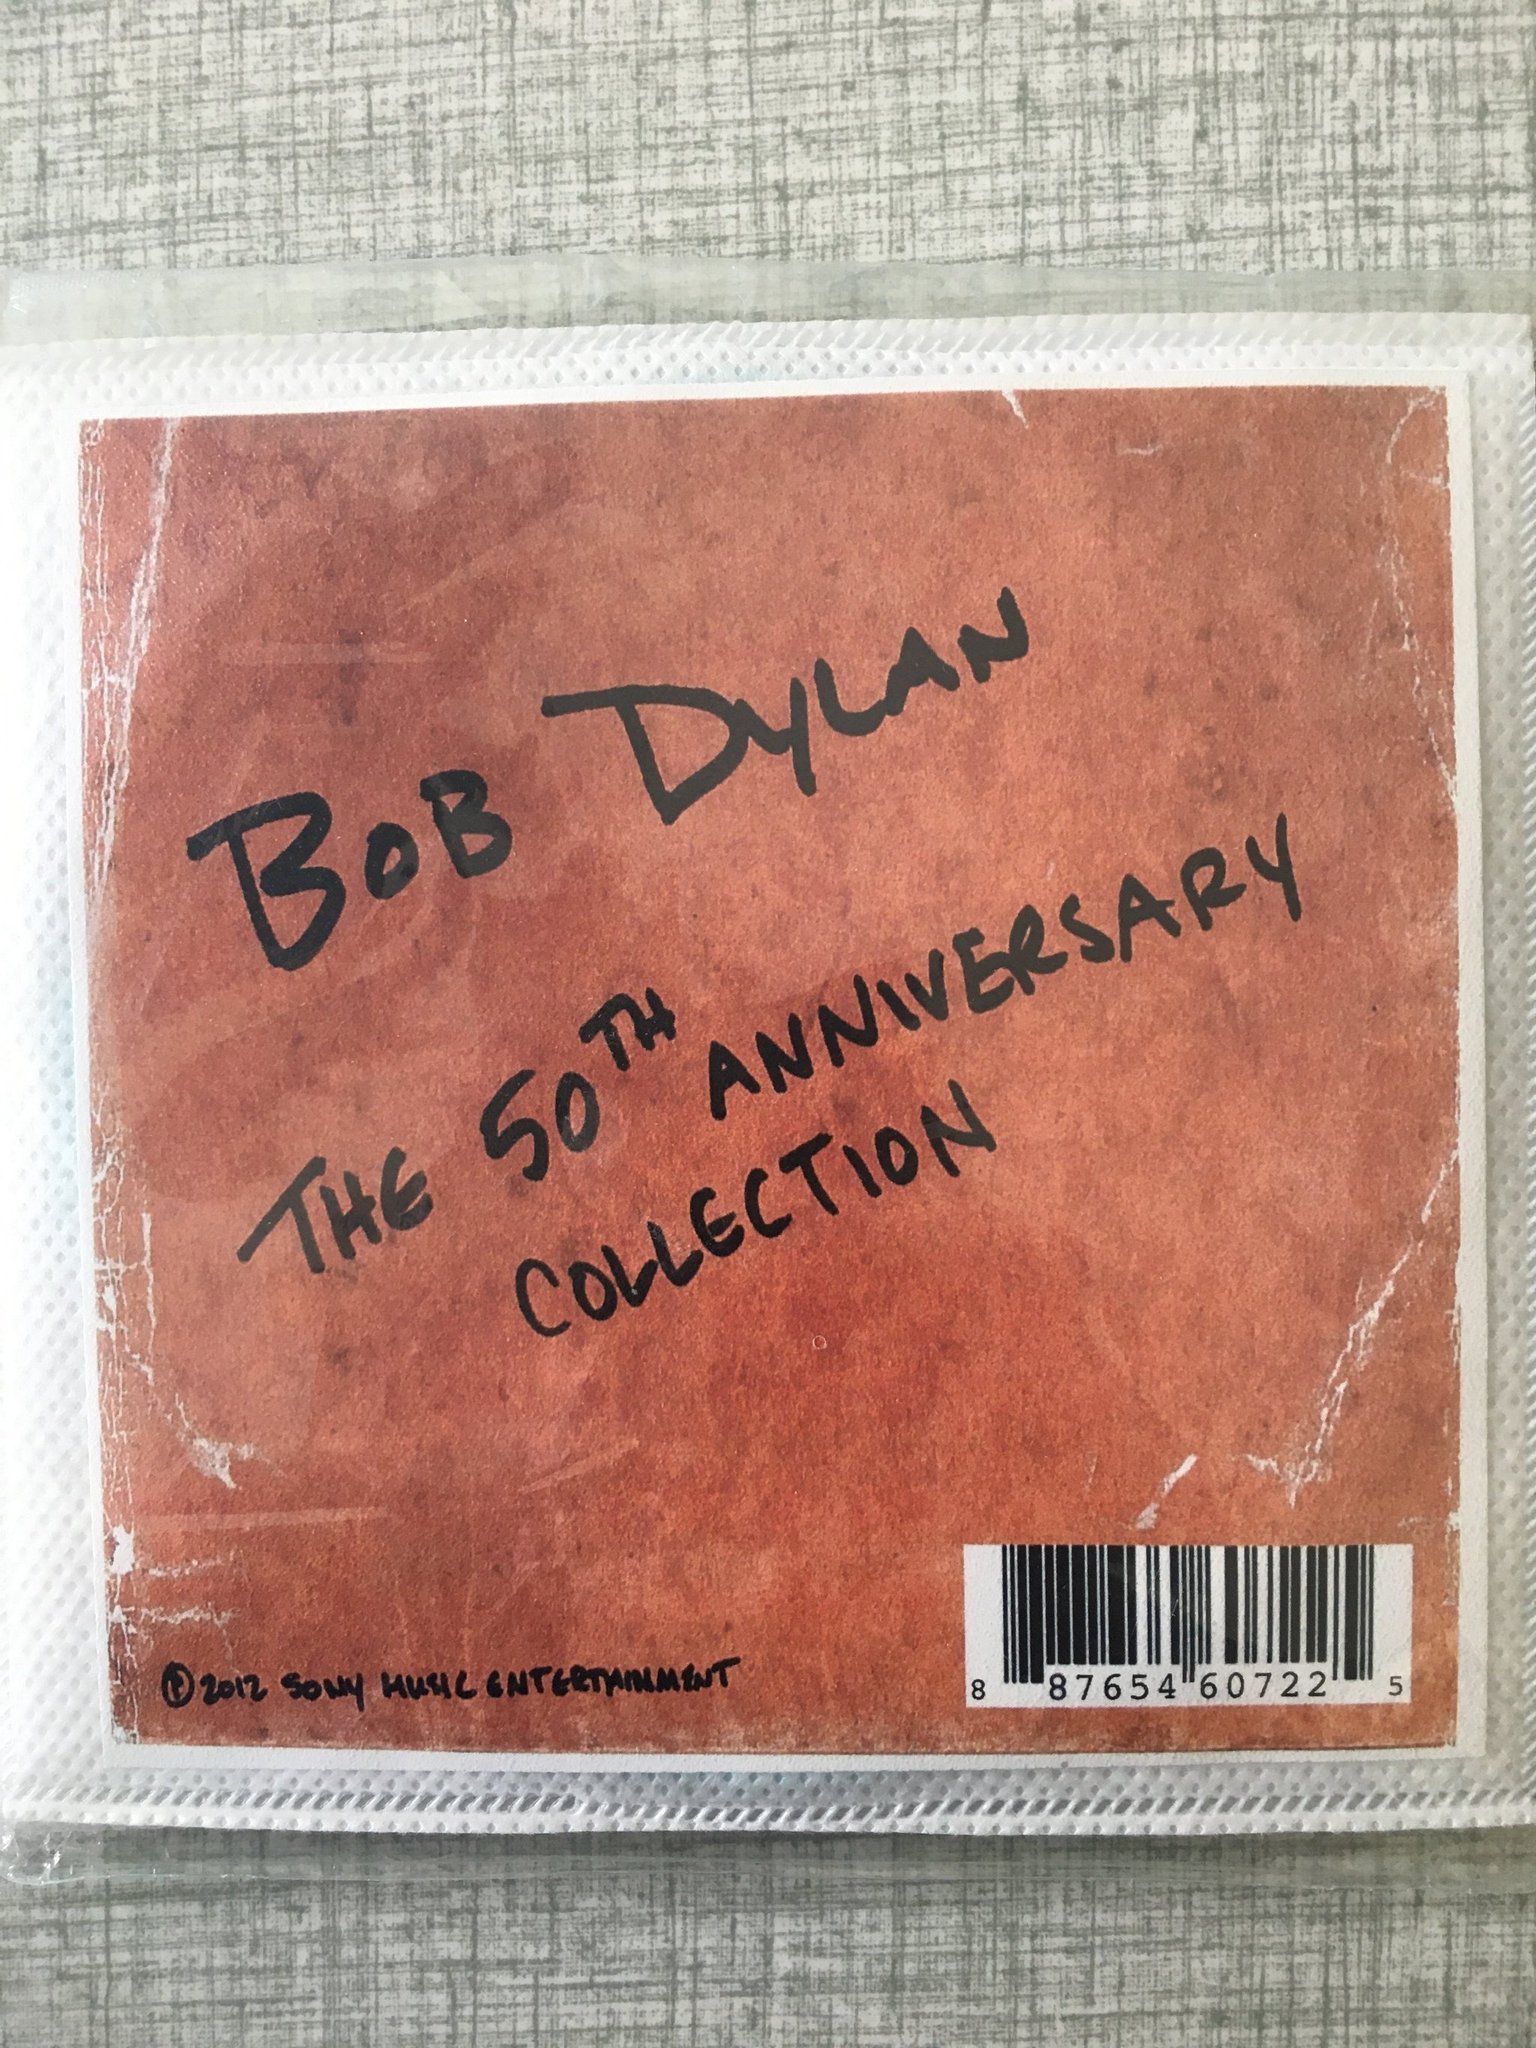 BOB DYLAN
THE 50TH ANNIVERSARY
COLLECTION
℗2012 SONY MUSIC ENTERTAINMENT
8 87654 60722 5